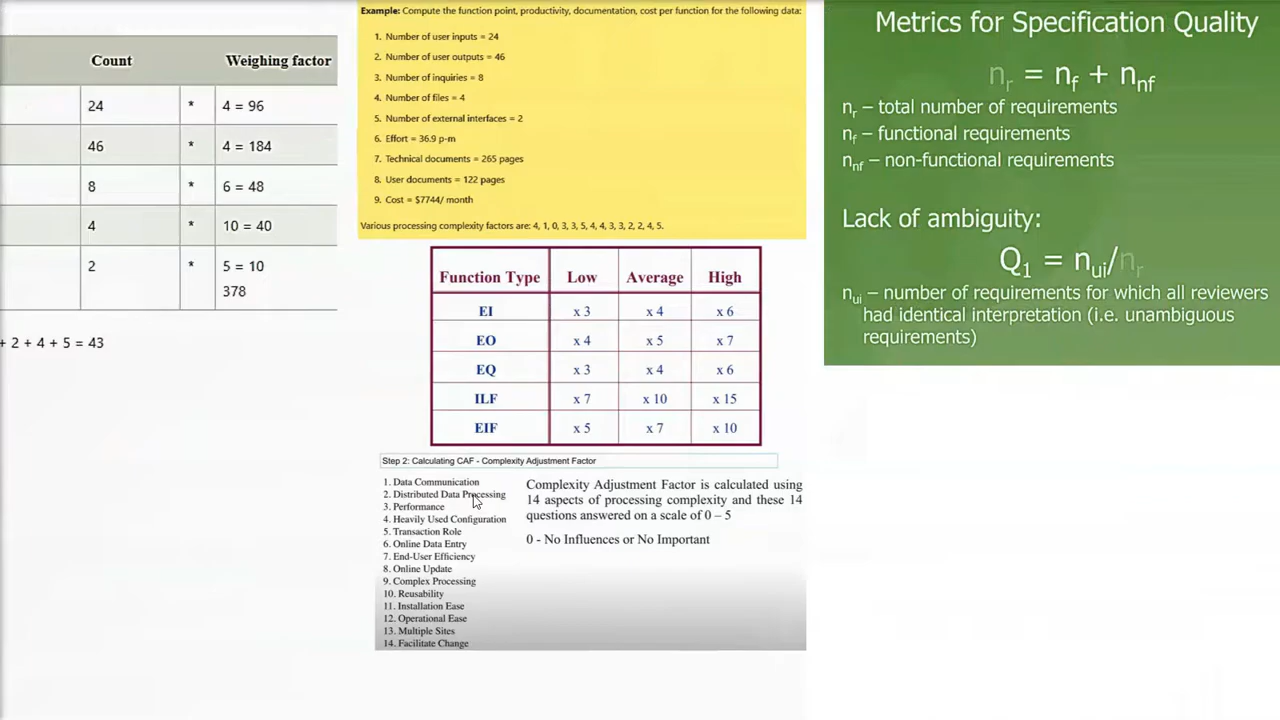 Count Weighing factor
24 * 4 = 96
46 * 4 = 184
8 * 6 = 48
4 * 10 = 40
2 * 5 = 10
378
+ 2 + 4 + 5 = 43
Example: Compute the function point, productivity, documentation, cost per function for the following data:
1. Number of user inputs = 24
2. Number of user outputs = 46
3. Number of inquiries = 8
4. Number of files = 4
5. Number of external interfaces = 2
6. Effort = 36.9 p-m
7. Technical documents = 265 pages
8. User documents = 122 pages
9. Cost = $7744/ month
Various processing complexity factors are: 4, 1, 0, 3, 3, 5, 4, 4, 3, 3, 2, 2, 4, 5.
Function Type Low Average High
EI x 3 x 4 x 6
EO x 4 x 5 x 7
EQ x 3 x 4 x 6
ILF x 7 x 10 x 15
EIF x 5 x 7 x 10
Step 2: Calculating CAF - Complexity Adjustment Factor
1. Data Communication
2. Distributed Data Processing
3. Performance
4. Heavily Used Configuration
5. Transaction Role
6. Online Data Entry
7. End-User Efficiency
8. Online Update
9. Complex Processing
10. Reusability
11. Installation Ease
12. Operational Ease
13. Multiple Sites
14. Facilitate Change
Complexity Adjustment Factor is calculated using
14 aspects of processing complexity and these 14
questions answered on a scale of 0 – 5
0 - No Influences or No Important
Metrics for Specification Quality
nr = nf + nnf
nr – total number of requirements
nf – functional requirements
nnf – non-functional requirements
Lack of ambiguity:
Q1 = nui/nr
nui – number of requirements for which all reviewers
had identical interpretation (i.e. unambiguous
requirements)